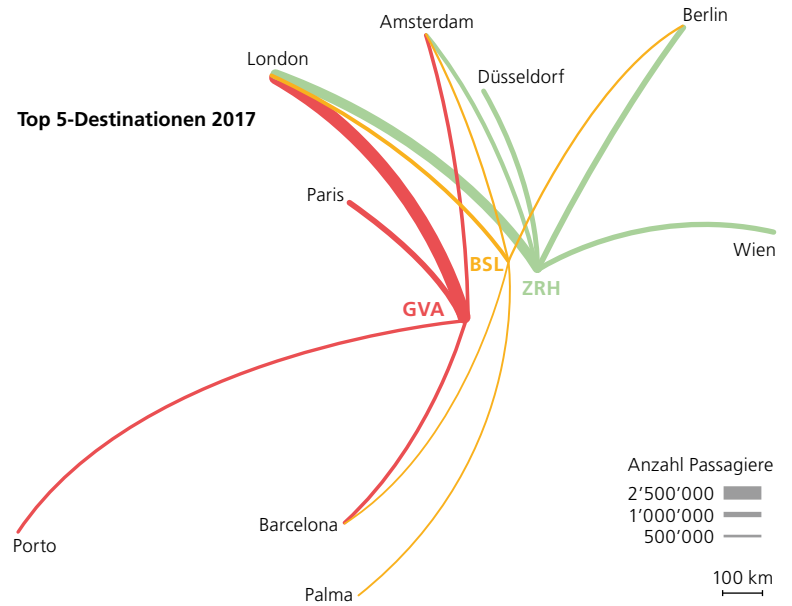 Berlin
Amsterdam
London
Düsseldorf
Top 5-Destinationen 2017
Paris
Wien
BSL
ZRH
GVA
Anzahl Passagiere
2'500'000
1'000'000
500'000
Barcelona
Porto
100 km
Palma